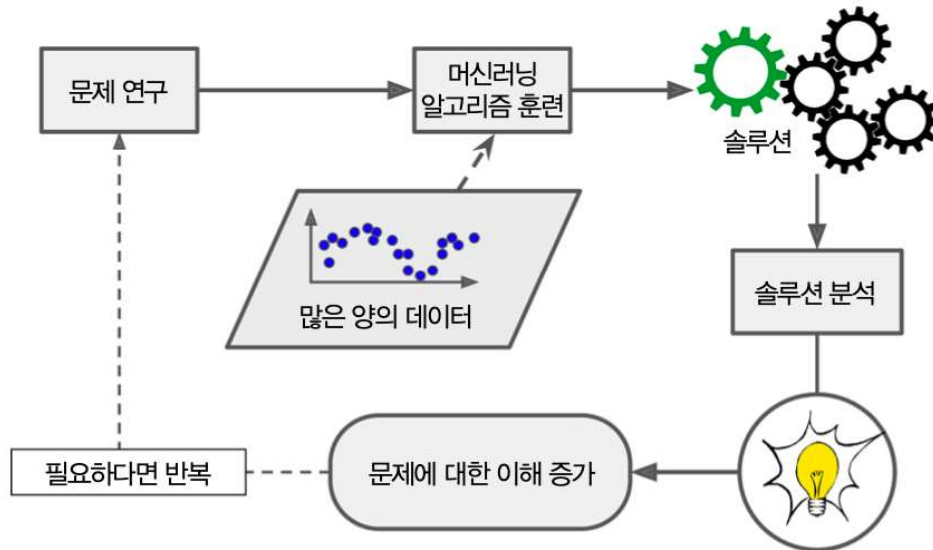 문제 연구
머신러닝
알고리즘 훈련
솔루션
많은 양의 데이터
솔루션 분석
문제에 대한 이해 증가
필요하다면 반복